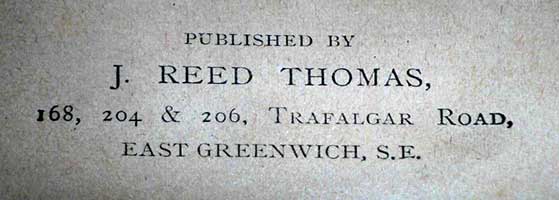 PUBLISHED BY
J. REED THOMAS,
168, 204 & 206, TRAFALGAR ROAD,
EAST GREENWICH, S.E.